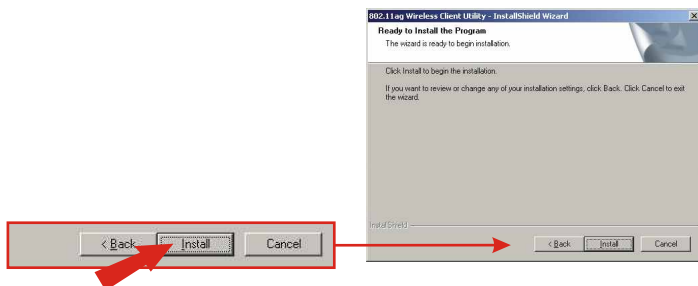 802.11ag Wireless Client Utility - InstallShield Wizard
Ready to Install the Program
The wizard is ready to begin installation.
Click Install to begin the installation.
If you want to review or change any of your installation settings, click Back. Click Cancel to exit
the wizard.
InstallShield
< Back Install Cancel
< Back Install Cancel